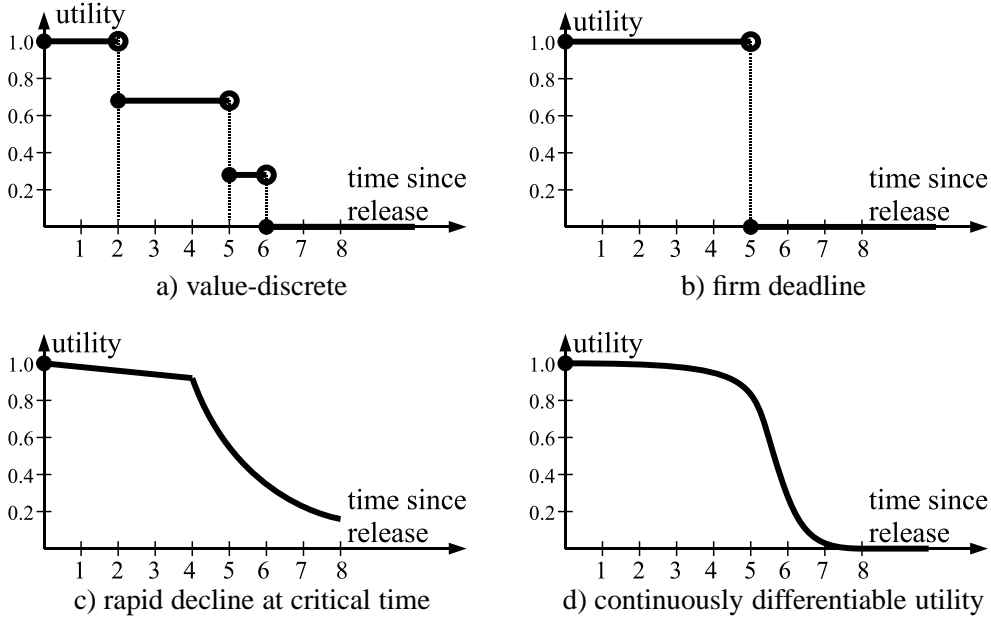 utility
1.0
0.8
0.6
0.4
0.2
time since
release
1 2 3 4 5 6 7 8
a) value-discrete
utility
1.0
0.8
0.6
0.4
0.2
time since
release
1 2 3 4 5 6 7 8
b) firm deadline
utility
1.0
0.8
0.6
0.4
0.2
time since
release
1 2 3 4 5 6 7 8
c) rapid decline at critical time
utility
1.0
0.8
0.6
0.4
0.2
time since
release
1 2 3 4 5 6 7 8
d) continuously differentiable utility